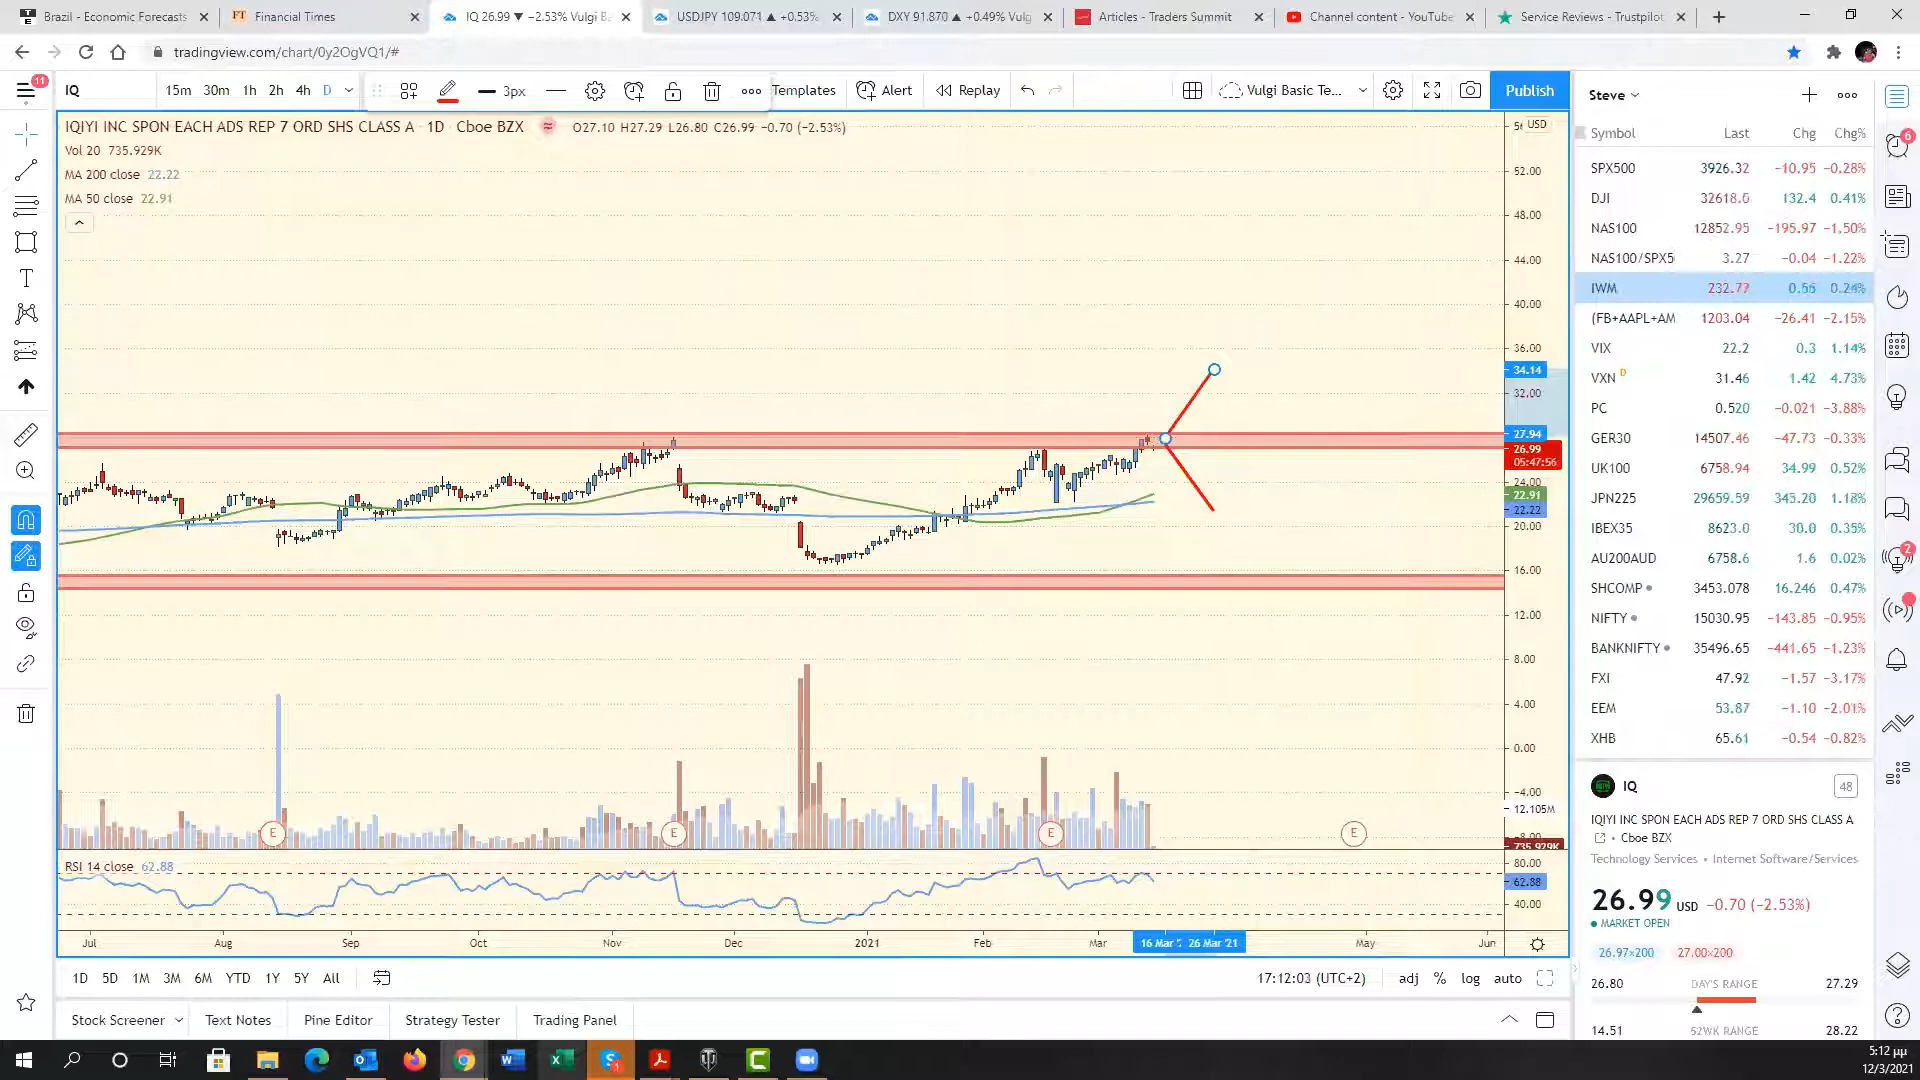 Brazil - Economic Forecasts
Financial Times
IQ 26.99 ▼ −2.53% Vulgi Ba
USDJPY 109.071 ▲ +0.53%
DXY 91.870 ▲ +0.49% Vulg
Articles - Traders Summit
Channel content - YouTube
Service Reviews - Trustpilot
tradingview.com/chart/0y2OgVQ1/#
11
IQ
15m 30m 1h 2h 4h D
3px
Templates
Alert
Replay
Vulgi Basic Te...
Publish
Steve
IQIYI INC SPON EACH ADS REP 7 ORD SHS CLASS A · 1D · Cboe BZX
O27.10 H27.29 L26.80 C26.99 −0.70 (−2.53%)
Vol 20 735.929K
MA 200 close 22.22
MA 50 close 22.91
USD
52.00
48.00
44.00
40.00
36.00
34.14
32.00
27.94
26.99
05:47:56
24.00
22.91
22.22
20.00
16.00
12.00
8.00
4.00
0.00
−4.00
12.105M
−8.00
735.929K
E
E
E
E
RSI 14 close 62.88
80.00
62.88
40.00
Jul Aug Sep Oct Nov Dec 2021 Feb Mar 16 Mar '2 26 Mar '21 May Jun
1D 5D 1M 3M 6M YTD 1Y 5Y All
17:12:03 (UTC+2)
adj % log auto
Stock Screener
Text Notes
Pine Editor
Strategy Tester
Trading Panel
Symbol Last Chg Chg%
SPX500 3926.32 −10.95 −0.28%
DJI 32618.0 132.4 0.41%
NAS100 12852.95 −195.97 −1.50%
NAS100/SPX5 3.27 −0.04 −1.22%
IWM 232.77 0.56 0.24%
(FB+AAPL+AM 1203.04 −26.41 −2.15%
VIX 22.2 0.3 1.14%
VXN D 31.46 1.42 4.73%
PC 0.520 −0.021 −3.88%
GER30 14507.46 −47.73 −0.33%
UK100 6758.94 34.99 0.52%
JPN225 29659.59 345.20 1.18%
IBEX35 8623.0 30.0 0.35%
AU200AUD 6758.6 1.6 0.02%
SHCOMP 3453.078 16.246 0.47%
NIFTY 15030.95 −143.85 −0.95%
BANKNIFTY 35496.65 −441.65 −1.23%
FXI 47.92 −1.57 −3.17%
EEM 53.87 −1.10 −2.01%
XHB 65.61 −0.54 −0.82%
IQ
48
IQIYI INC SPON EACH ADS REP 7 ORD SHS CLASS A
• Cboe BZX
Technology Services • Internet Software/Services
26.99 USD −0.70 (−2.53%)
MARKET OPEN
26.97×200 27.00×200
26.80 DAY'S RANGE 27.29
14.51 52WK RANGE 28.22
6
2
5:12 μμ
12/3/2021